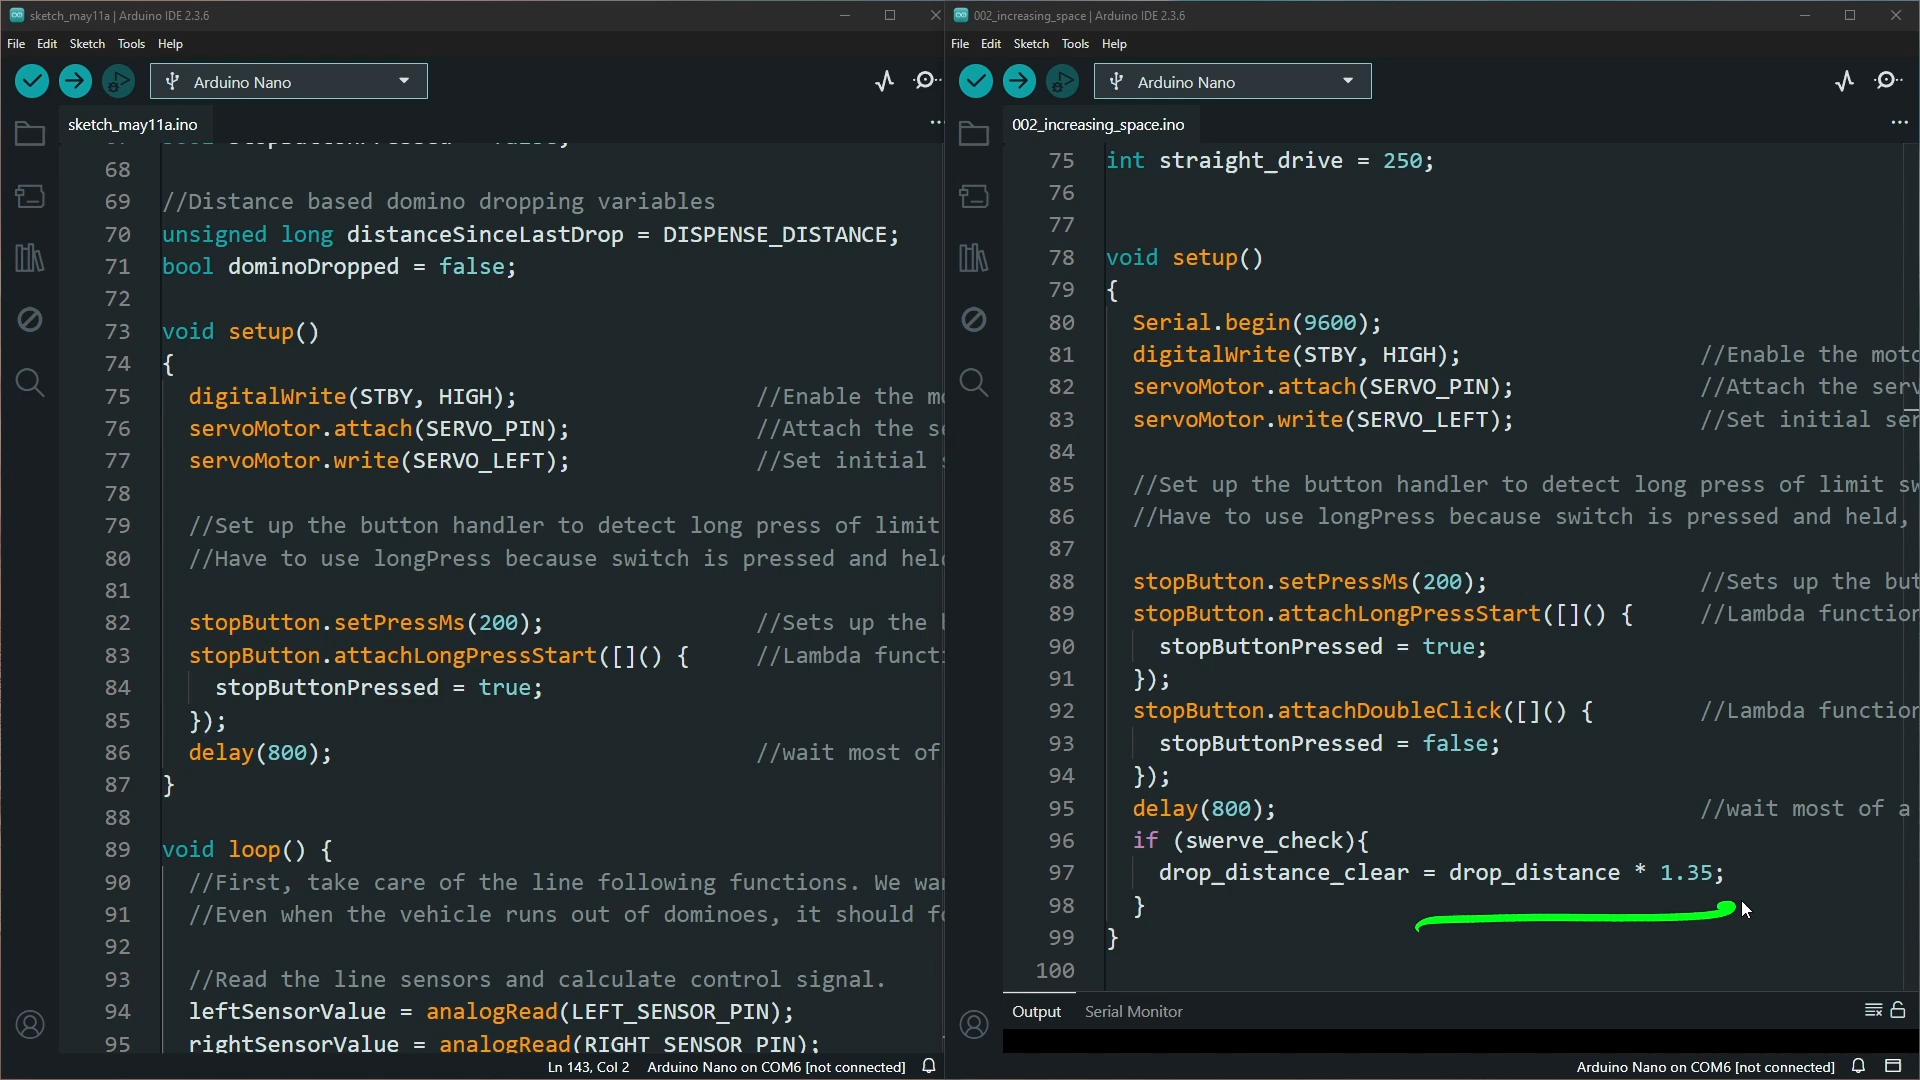 sketch_may11a | Arduino IDE 2.3.6
File Edit Sketch Tools Help
Arduino Nano
sketch_may11a.ino
68
69 //Distance based domino dropping variables
70 unsigned long distanceSinceLastDrop = DISPENSE_DISTANCE;
71 bool dominoDropped = false;
72
73 void setup()
74 {
75 digitalWrite(STBY, HIGH); //Enable the
76 servoMotor.attach(SERVO_PIN); //Attach the
77 servoMotor.write(SERVO_LEFT); //Set initial
78
79 //Set up the button handler to detect long press of limit
80 //Have to use longPress because switch is pressed and
81
82 stopButton.setPressMs(200); //Sets up the
83 stopButton.attachLongPressStart([]() { //Lambda
84 stopButtonPressed = true;
85 });
86 delay(800); //wait most of
87 }
88
89 void loop() {
90 //First, take care of the line following functions. We
91 //Even when the vehicle runs out of dominoes, it should
92
93 //Read the line sensors and calculate control signal.
94 leftSensorValue = analogRead(LEFT_SENSOR_PIN);
95 rightSensorValue = analogRead(RIGHT_SENSOR_PIN);
Ln 143, Col 2 Arduino Nano on COM6 [not connected]
002_increasing_space | Arduino IDE 2.3.6
File Edit Sketch Tools Help
Arduino Nano
002_increasing_space.ino
75 int straight_drive = 250;
76
77
78 void setup()
79 {
80 Serial.begin(9600);
81 digitalWrite(STBY, HIGH); //Enable the
82 servoMotor.attach(SERVO_PIN); //Attach the
83 servoMotor.write(SERVO_LEFT); //Set initial
84
85 //Set up the button handler to detect long press of limit
86 //Have to use longPress because switch is pressed and held,
87
88 stopButton.setPressMs(200); //Sets up the
89 stopButton.attachLongPressStart([]() { //Lambda function
90 stopButtonPressed = true;
91 });
92 stopButton.attachDoubleClick([]() { //Lambda function
93 stopButtonPressed = false;
94 });
95 delay(800); //wait most of a
96 if (swerve_check){
97 drop_distance_clear = drop_distance * 1.35;
98 }
99 }
100
Output Serial Monitor
Arduino Nano on COM6 [not connected]